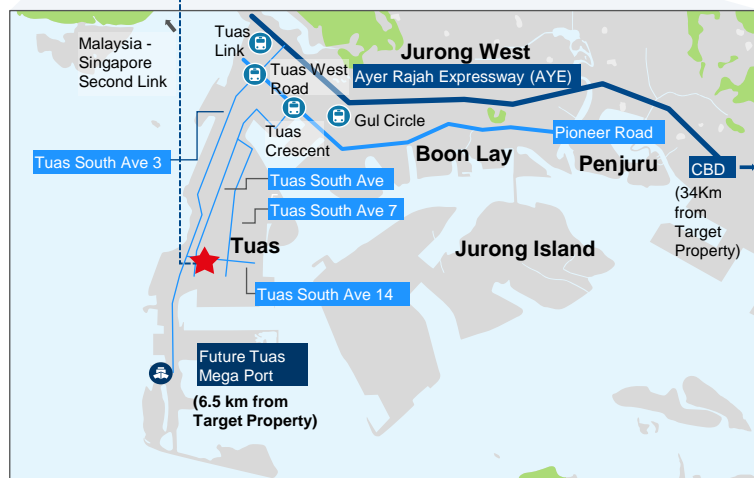 Malaysia -
Singapore
Second Link
Tuas
Link
Tuas West
Road
Jurong West
Ayer Rajah Expressway (AYE)
Tuas
Crescent
Gul Circle
Pioneer Road
Boon Lay
Penjuru
CBD
(34Km
from
Target
Property)
Tuas South Ave 3
Tuas South Ave
Tuas South Ave 7
Tuas
Jurong Island
Tuas South Ave 14
Future Tuas
Mega Port
(6.5 km from
Target Property)